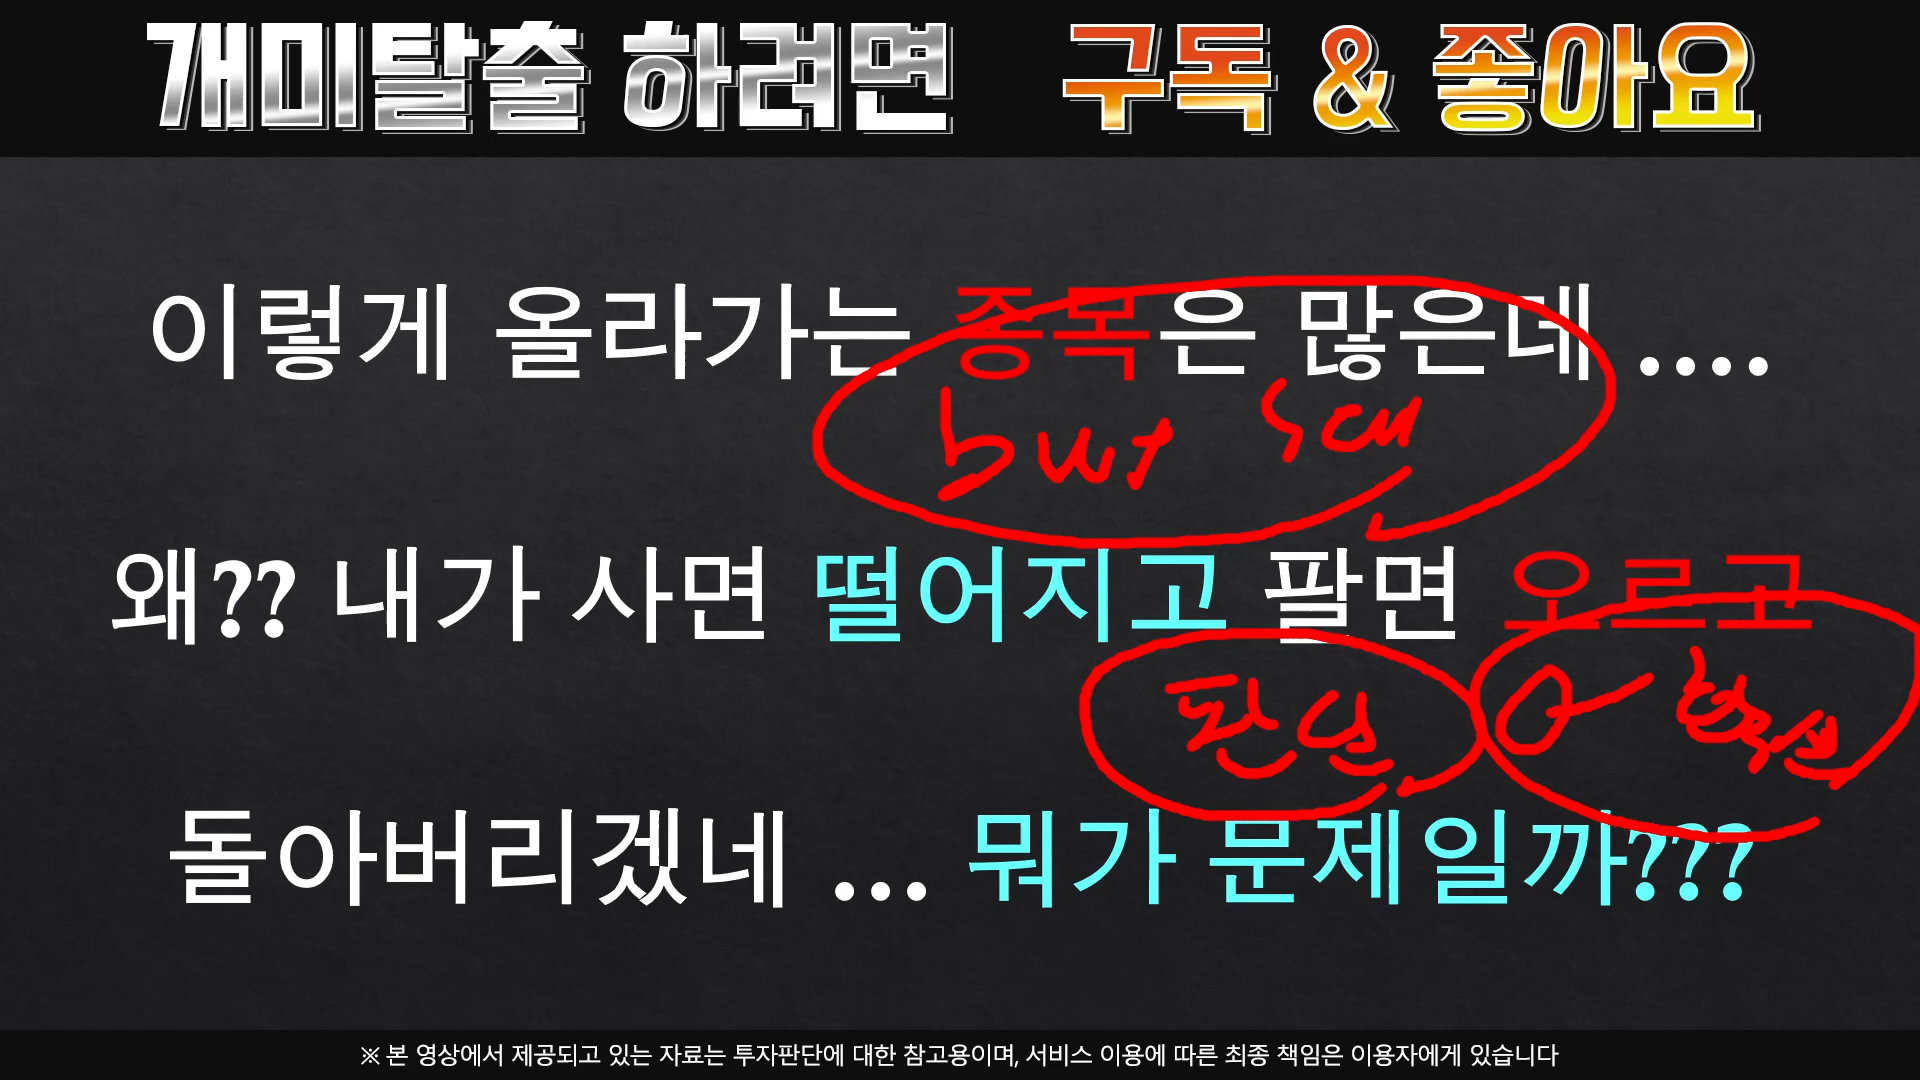 개미탈출 하려면 구독 & 좋아요
이렇게 올라가는 종목은 많은데 ....
but
왜?? 내가 사면 떨어지고 팔면 오르고
판단
돌아버리겠네 ... 뭐가 문제일까???
※ 본 영상에서 제공되고 있는 자료는 투자판단에 대한 참고용이며, 서비스 이용에 따른 최종 책임은 이용자에게 있습니다